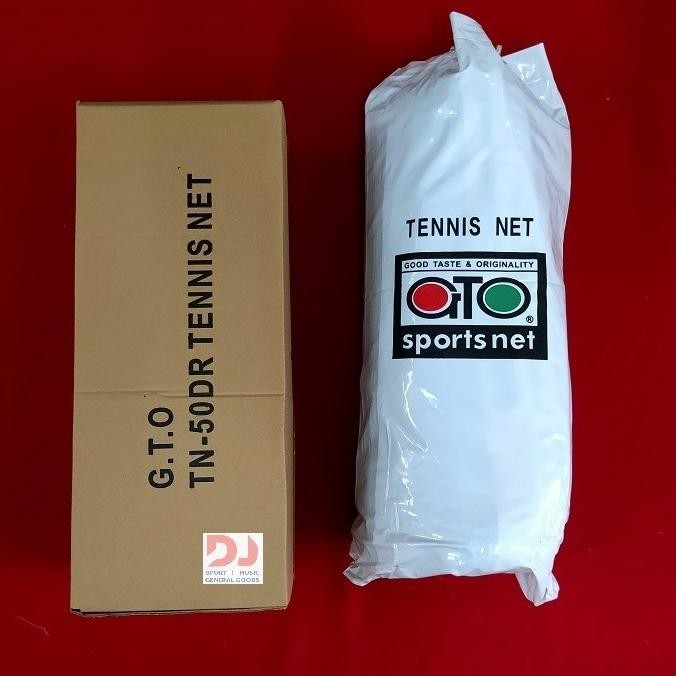 G.T.O
TN-50DR TENNIS NET
DJ
SPORT | MUSIC
GENERAL GOODS
TENNIS NET
GOOD TASTE & ORIGINALITY
GTO®
sports net